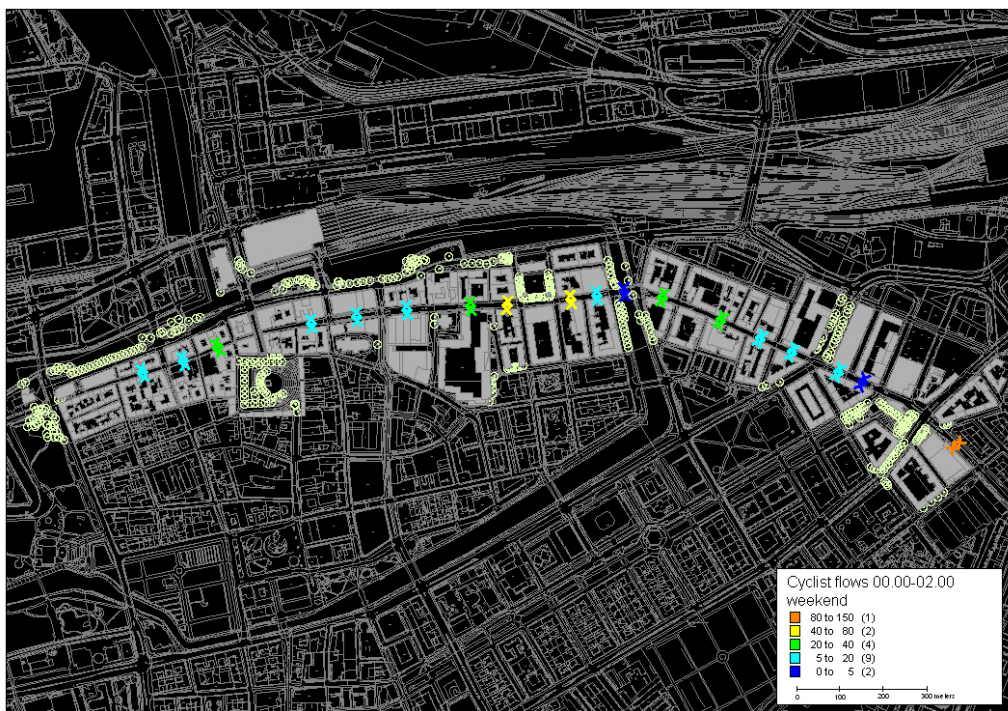 Cyclist flows 00.00-02.00
weekend
80 to 150 (1)
40 to 80 (2)
20 to 40 (4)
5 to 20 (9)
0 to 5 (2)
0 100 200 300 meters